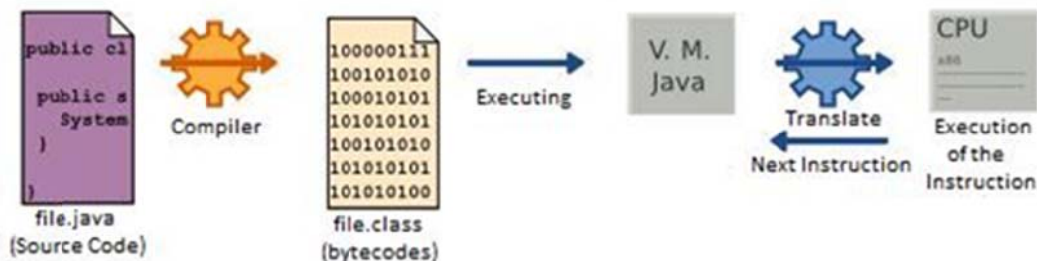 public cl
public s
System
}
}
file.java
(Source Code)
Compiler
100000111
100101010
100010101
101010101
100101010
101010101
101010100
file.class
(bytecodes)
Executing
V. M.
Java
Translate
Next Instruction
CPU
x86
Execution
of the
Instruction